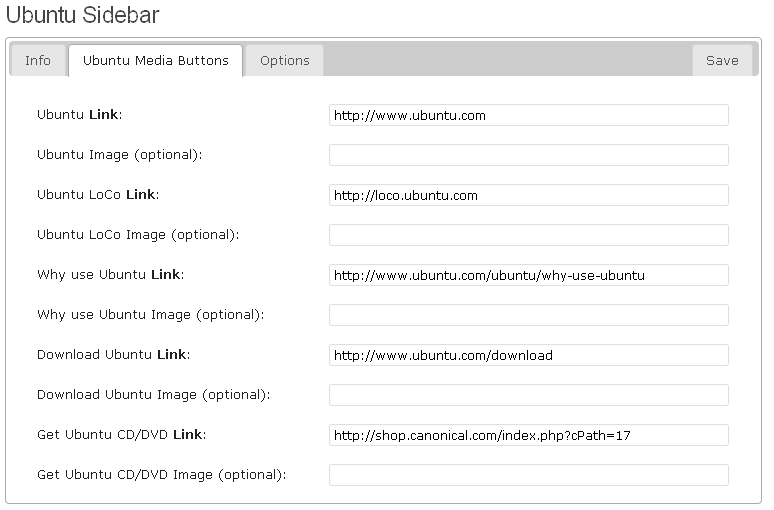 Ubuntu Sidebar
Info Ubuntu Media Buttons Options Save
Ubuntu Link: http://www.ubuntu.com
Ubuntu Image (optional):
Ubuntu LoCo Link: http://loco.ubuntu.com
Ubuntu LoCo Image (optional):
Why use Ubuntu Link: http://www.ubuntu.com/ubuntu/why-use-ubuntu
Why use Ubuntu Image (optional):
Download Ubuntu Link: http://www.ubuntu.com/download
Download Ubuntu Image (optional):
Get Ubuntu CD/DVD Link: http://shop.canonical.com/index.php?cPath=17
Get Ubuntu CD/DVD Image (optional):